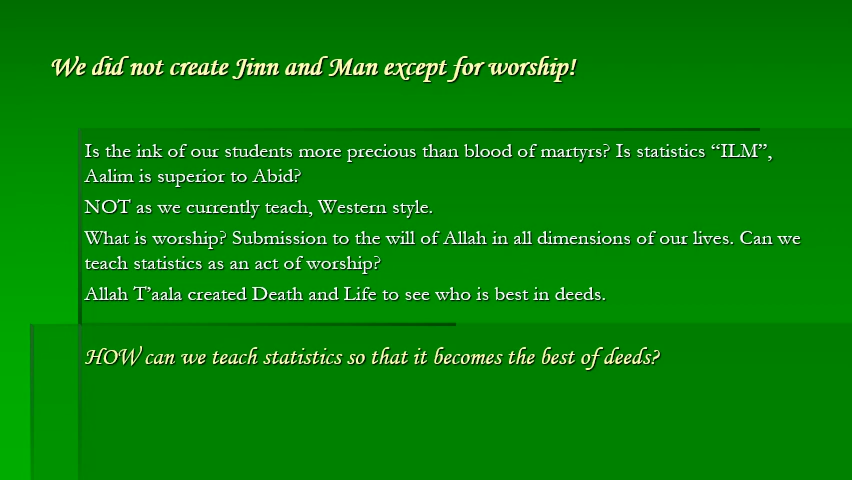 We did not create Jinn and Man except for worship!
Is the ink of our students more precious than blood of martyrs? Is statistics “ILM”,
Aalim is superior to Abid?
NOT as we currently teach, Western style.
What is worship? Submission to the will of Allah in all dimensions of our lives. Can we
teach statistics as an act of worship?
Allah T’aala created Death and Life to see who is best in deeds.
HOW can we teach statistics so that it becomes the best of deeds?